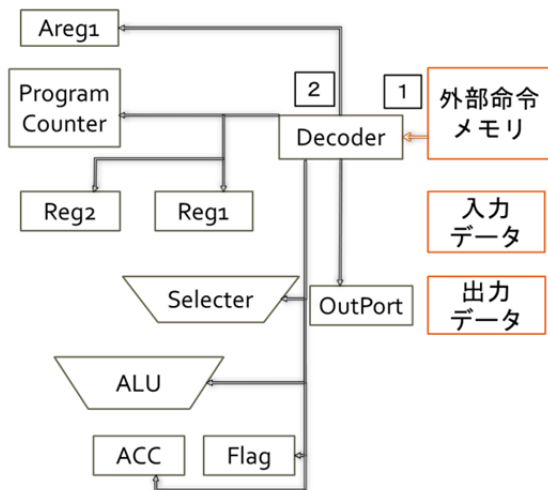 Areg1
Program
Counter
2
1
外部命令
メモリ
Decoder
Reg2
Reg1
入力
データ
Selecter
OutPort
出力
データ
ALU
ACC
Flag